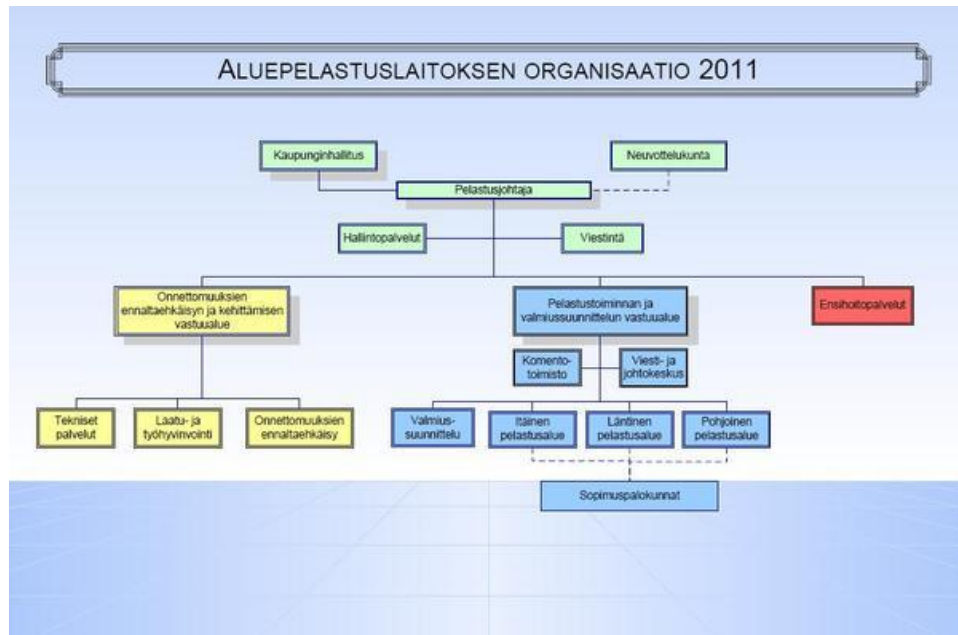 ALUEPELASTUSLAITOKSEN ORGANISAATIO 2011
Kaupunginhallitus
Neuvottelukunta
Pelastusjohtaja
Hallintopalvelut
Viestintä
Onnettomuuksien
ennaltaehkäisyn ja kehittämisen
vastuualue
Pelastustoiminnan ja
valmiussuunnittelun vastuualue
Ensihoitopalvelut
Komento-
toimisto
Viesti- ja
johtokeskus
Tekniset
palvelut
Laatu- ja
työhyvinvointi
Onnettomuuksien
ennaltaehkäisy
Valmius-
suunnittelu
Itäinen
pelastusalue
Läntinen
pelastusalue
Pohjoinen
pelastusalue
Sopimuspalokunnat